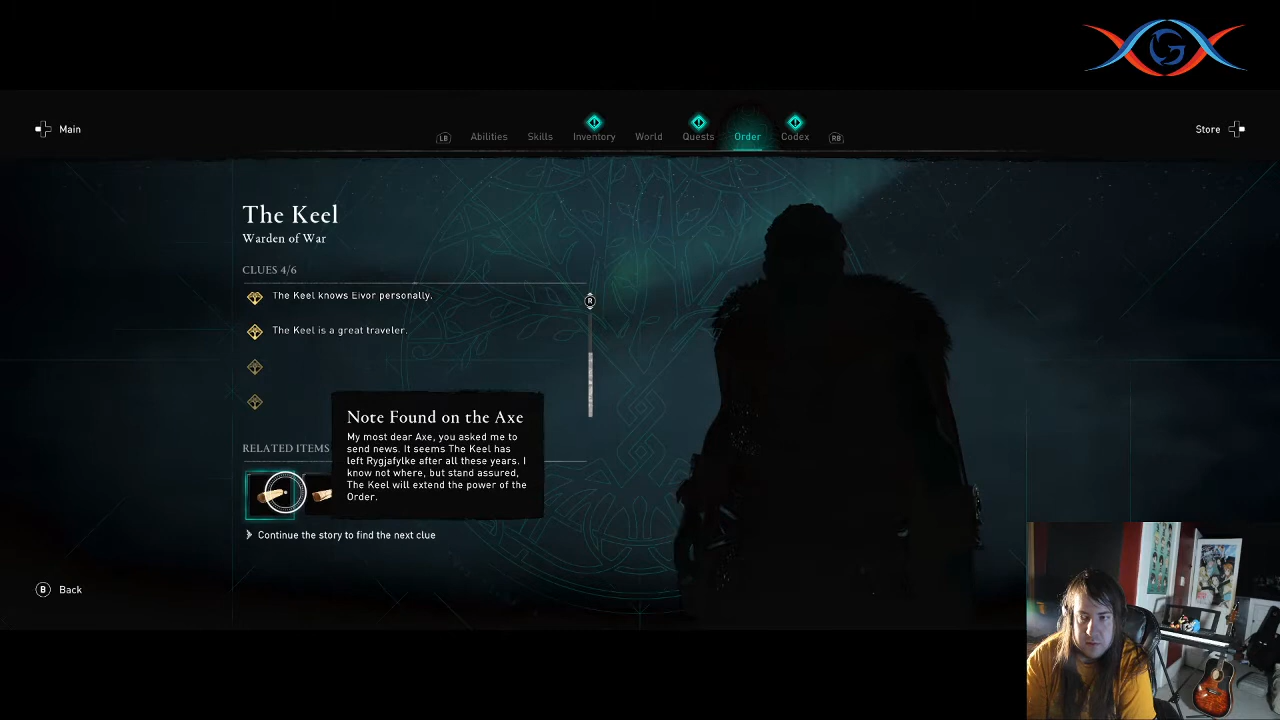 Main
LB
Abilities
Skills
Inventory
World
Quests
Order
Codex
RB
Store
The Keel
Warden of War
CLUES 4/6
The Keel knows Eivor personally.
R
The Keel is a great traveler.
Note Found on the Axe
My most dear Axe, you asked me to
send news. It seems The Keel has
left Rygjafylke after all these years. I
know not where, but stand assured,
The Keel will extend the power of the
Order.
RELATED ITEMS
Continue the story to find the next clue
B
Back
G